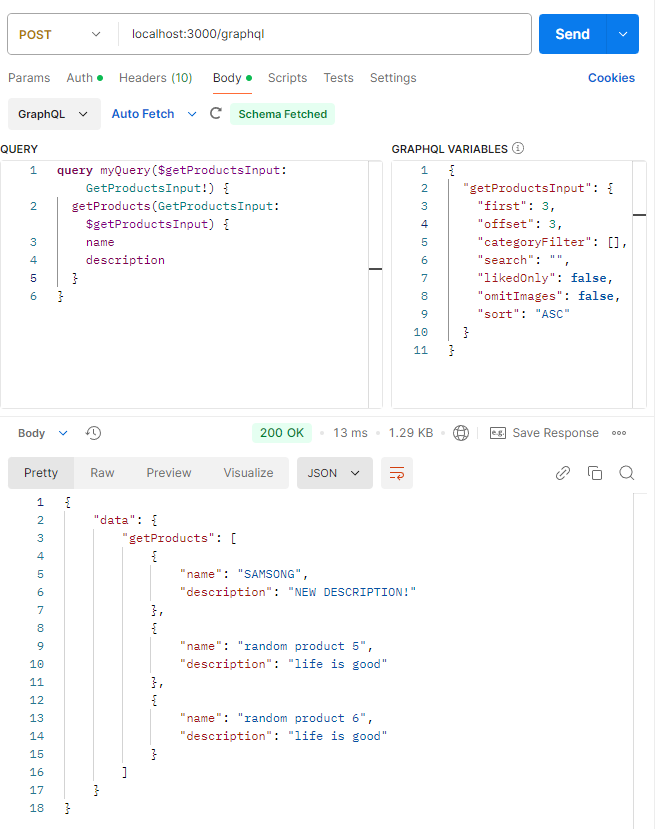 POST localhost:3000/graphql Send
Params Auth Headers (10) Body Scripts Tests Settings Cookies
GraphQL Auto Fetch Schema Fetched
QUERY
1 query myQuery($getProductsInput:
GetProductsInput!) {
2 getProducts(GetProductsInput:
$getProductsInput) {
3 name
4 description
5 }
6 }
GRAPHQL VARIABLES
1 {
2 "getProductsInput": {
3 "first": 3,
4 "offset": 3,
5 "categoryFilter": [],
6 "search": "",
7 "likedOnly": false,
8 "omitImages": false,
9 "sort": "ASC"
10 }
11 }
Body 200 OK 13 ms 1.29 KB e.g. Save Response
Pretty Raw Preview Visualize JSON
1 {
2 "data": {
3 "getProducts": [
4 {
5 "name": "SAMSONG",
6 "description": "NEW DESCRIPTION!"
7 },
8 {
9 "name": "random product 5",
10 "description": "life is good"
11 },
12 {
13 "name": "random product 6",
14 "description": "life is good"
15 }
16 ]
17 }
18 }